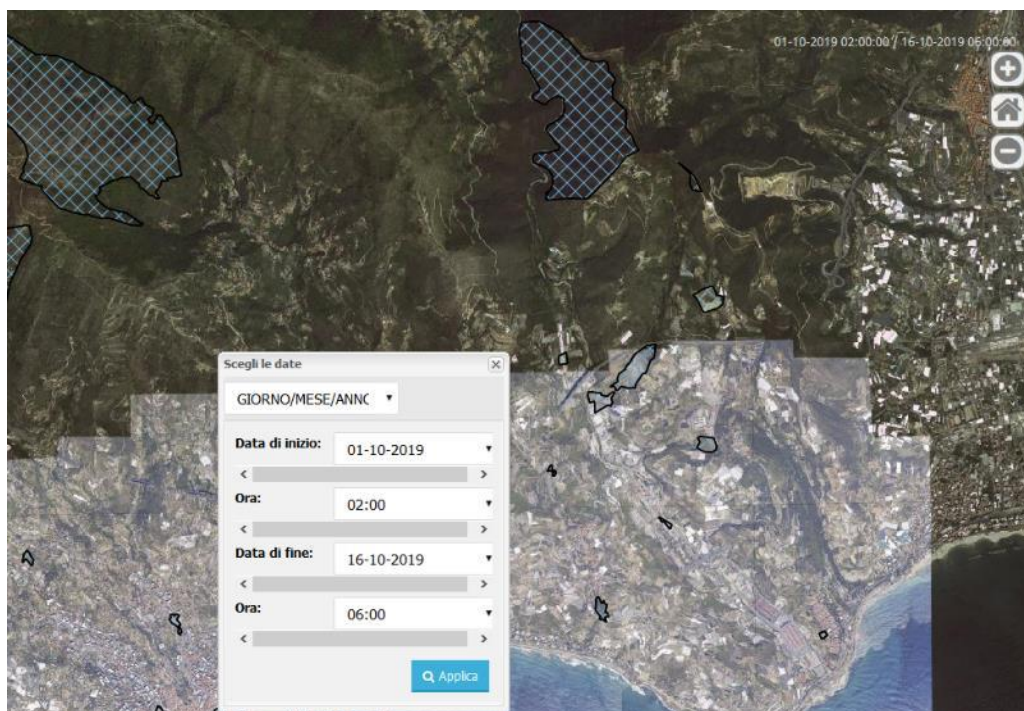 01-10-2019 02:00:00 / 16-10-2019 06:00:00
Scegli le date
GIORNO/MESE/ANNC
Data di inizio: 01-10-2019
Ora: 02:00
Data di fine: 16-10-2019
Ora: 06:00
Applica